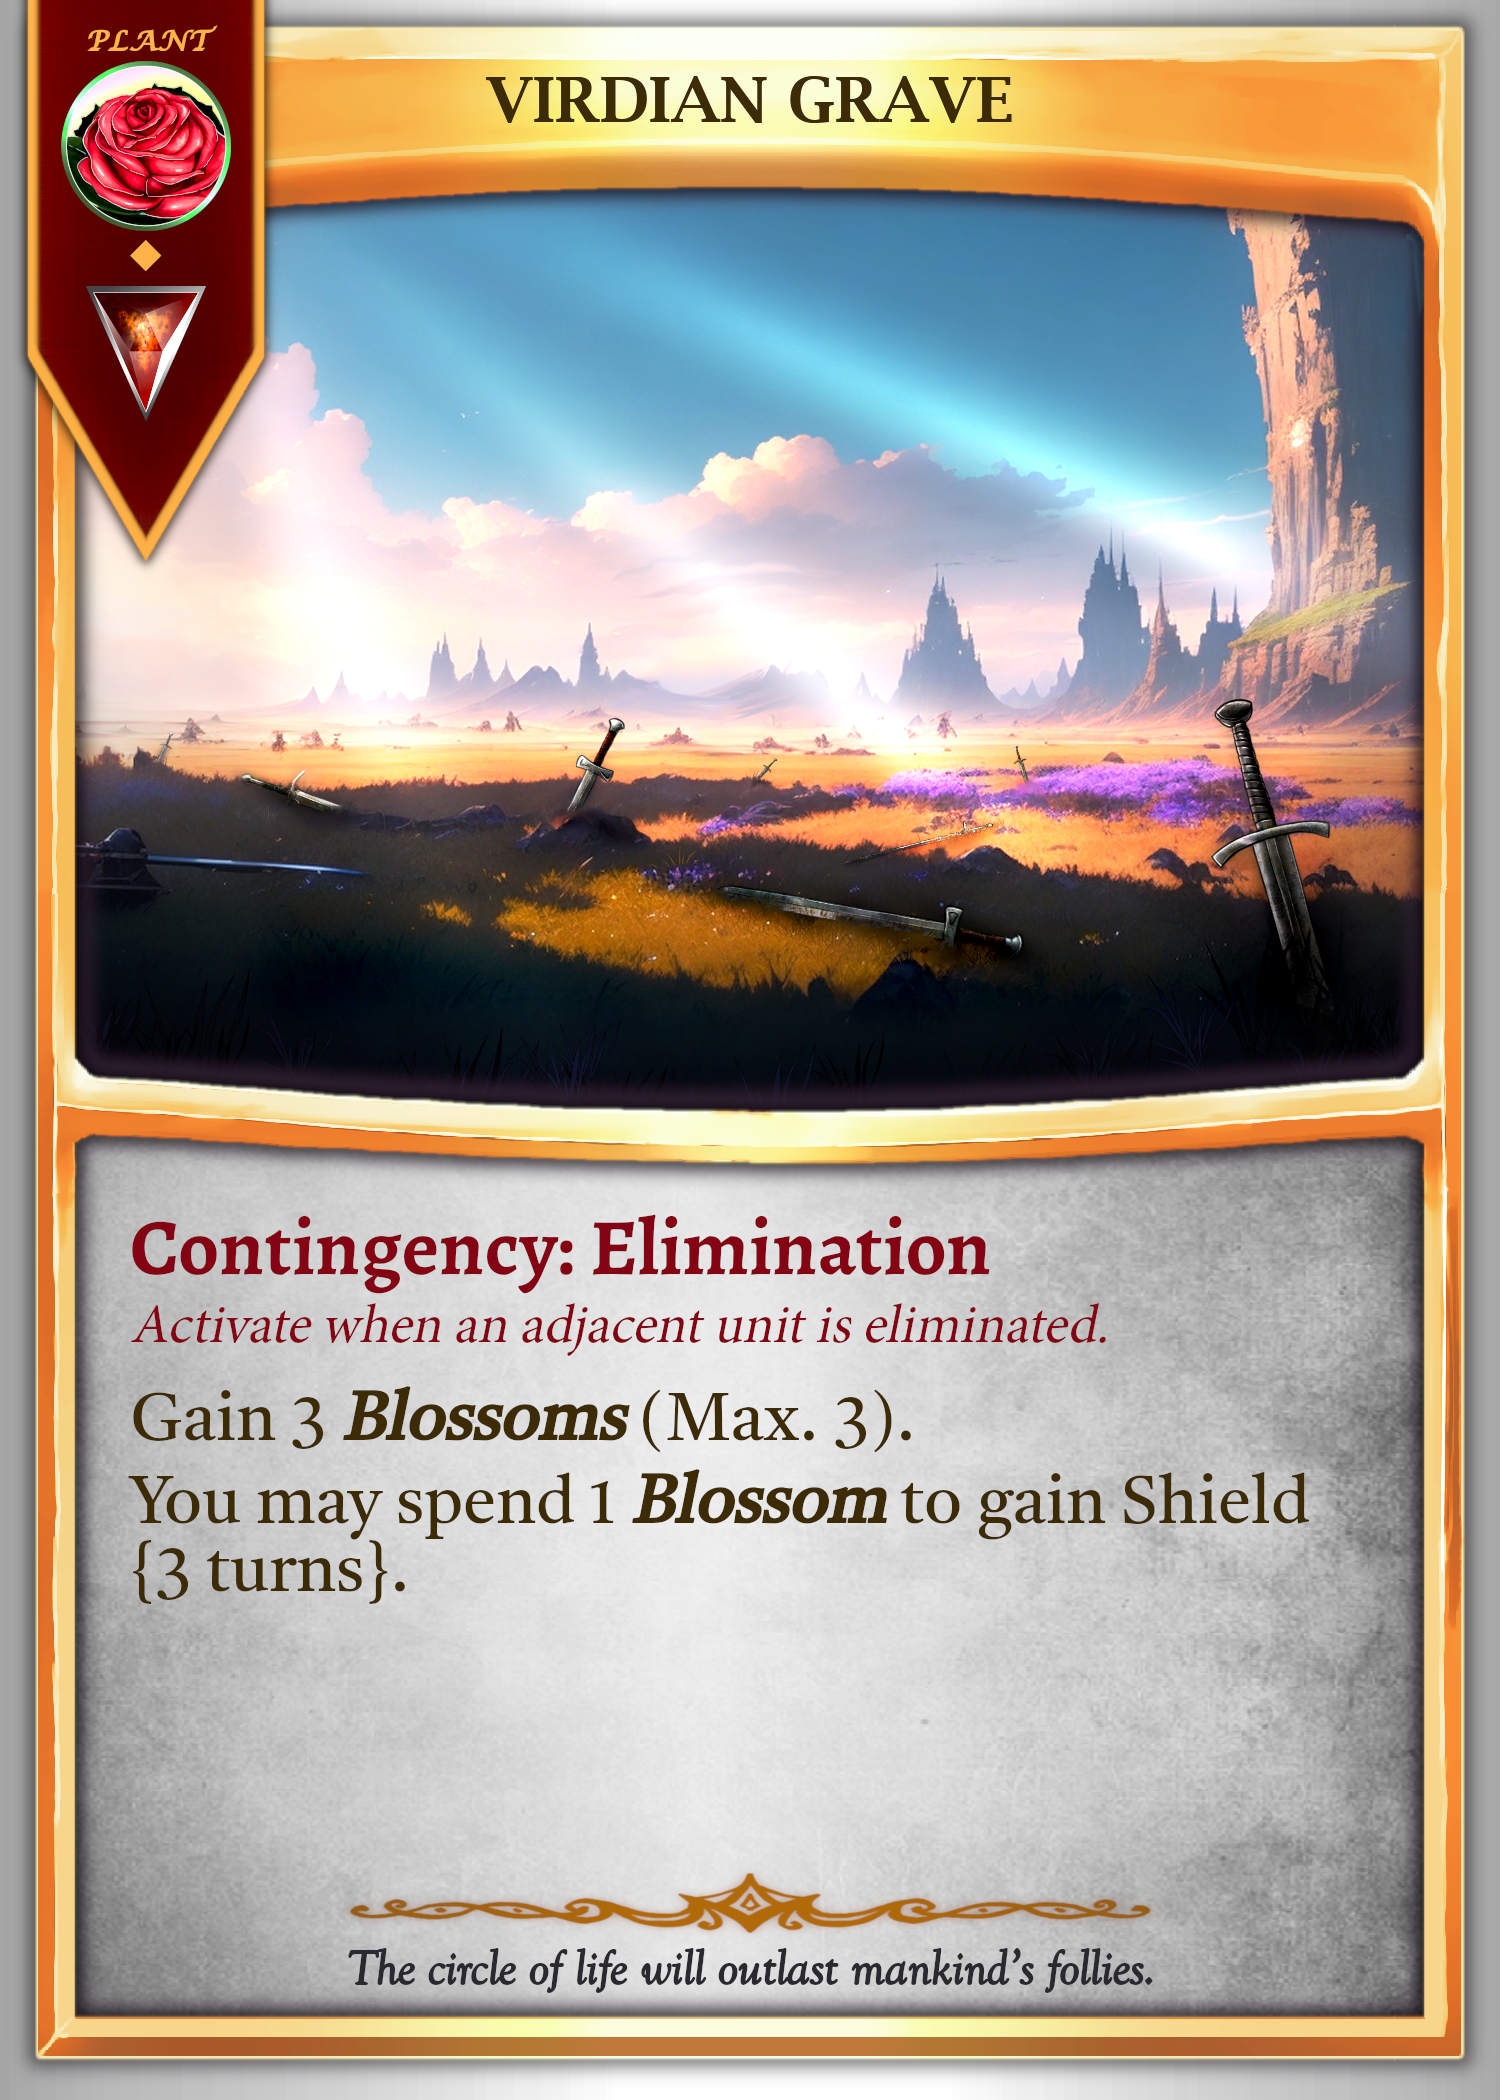 PLANT
VIRDIAN GRAVE
Contingency: Elimination
Activate when an adjacent unit is eliminated.
Gain 3 Blossoms (Max. 3).
You may spend 1 Blossom to gain Shield
{3 turns}.
The circle of life will outlast mankind's follies.